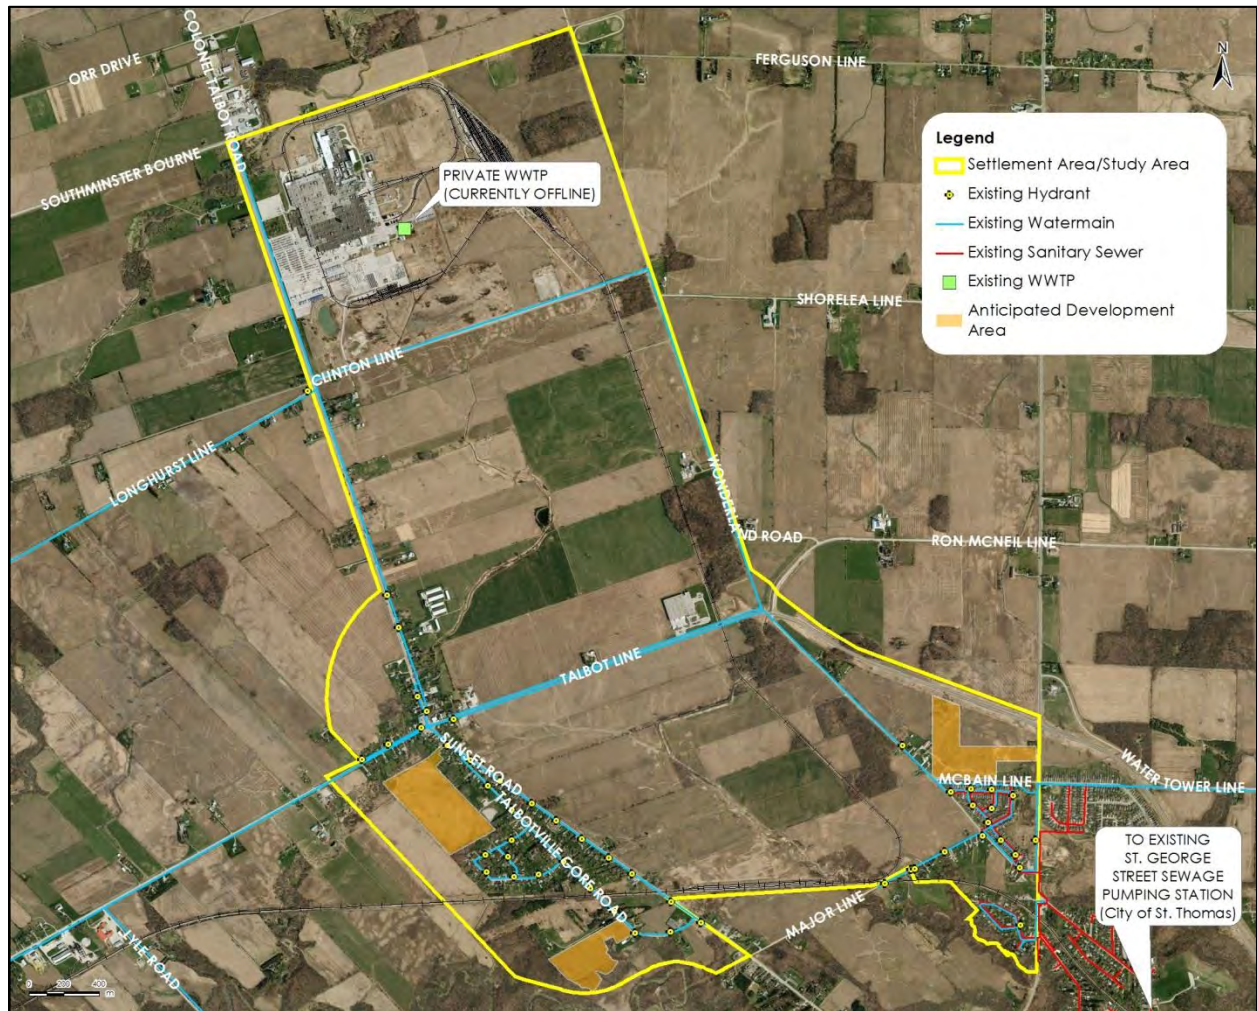 COLONEL TALBOT ROAD
ORR DRIVE
FERGUSON LINE
N
SOUTHMINSTER BOURNE
PRIVATE WWTP
(CURRENTLY OFFLINE)
Legend
Settlement Area/Study Area
Existing Hydrant
Existing Watermain
Existing Sanitary Sewer
Existing WWTP
Anticipated Development
Area
SHORELEA LINE
CLINTON LINE
LONGHURST LINE
WONDERLA
ND ROAD
RON MCNEIL LINE
TALBOT LINE
SUNSET ROAD
MCBAIN LINE
WATER TOWER LINE
TALBOTVILLE GORE ROAD
MAJOR LINE
LYLE ROAD
TO EXISTING
ST. GEORGE
STREET SEWAGE
PUMPING STATION
(City of St. Thomas)
0 200 400
m